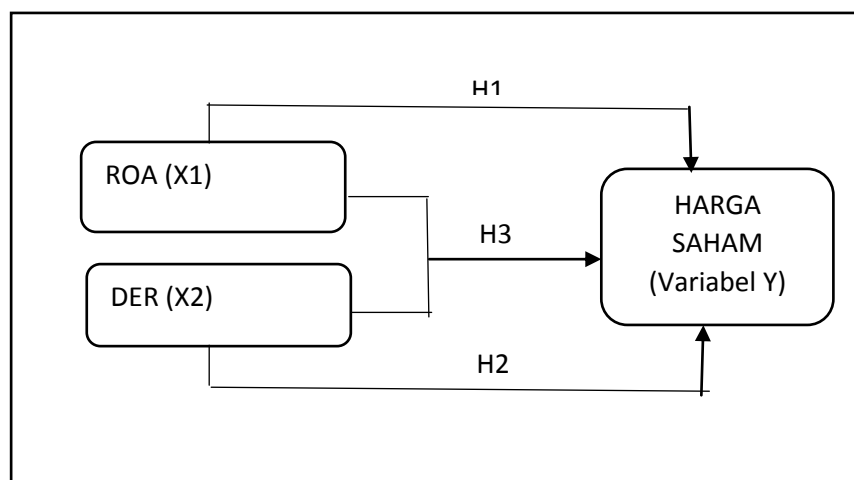 H1
ROA (X1)
HARGA
SAHAM
(Variabel Y)
H3
DER (X2)
H2